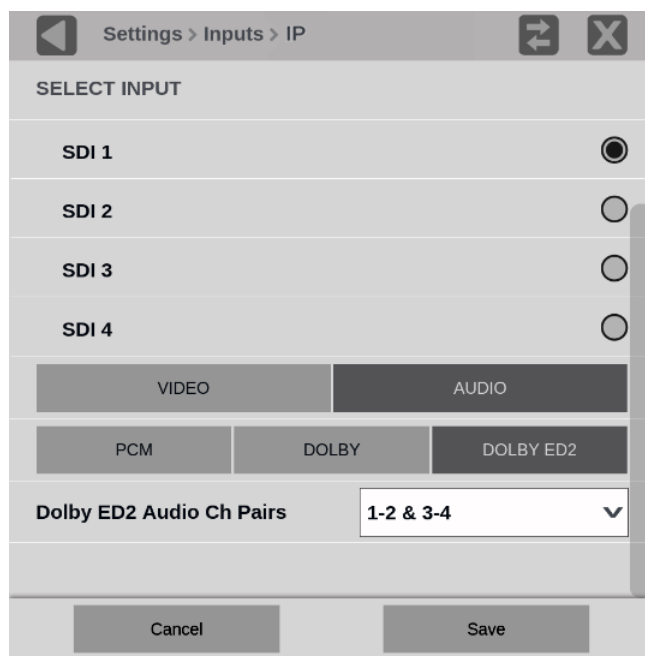 Settings > Inputs > IP
SELECT INPUT
SDI 1
SDI 2
SDI 3
SDI 4
VIDEO AUDIO
PCM DOLBY DOLBY ED2
Dolby ED2 Audio Ch Pairs 1-2 & 3-4
Cancel Save